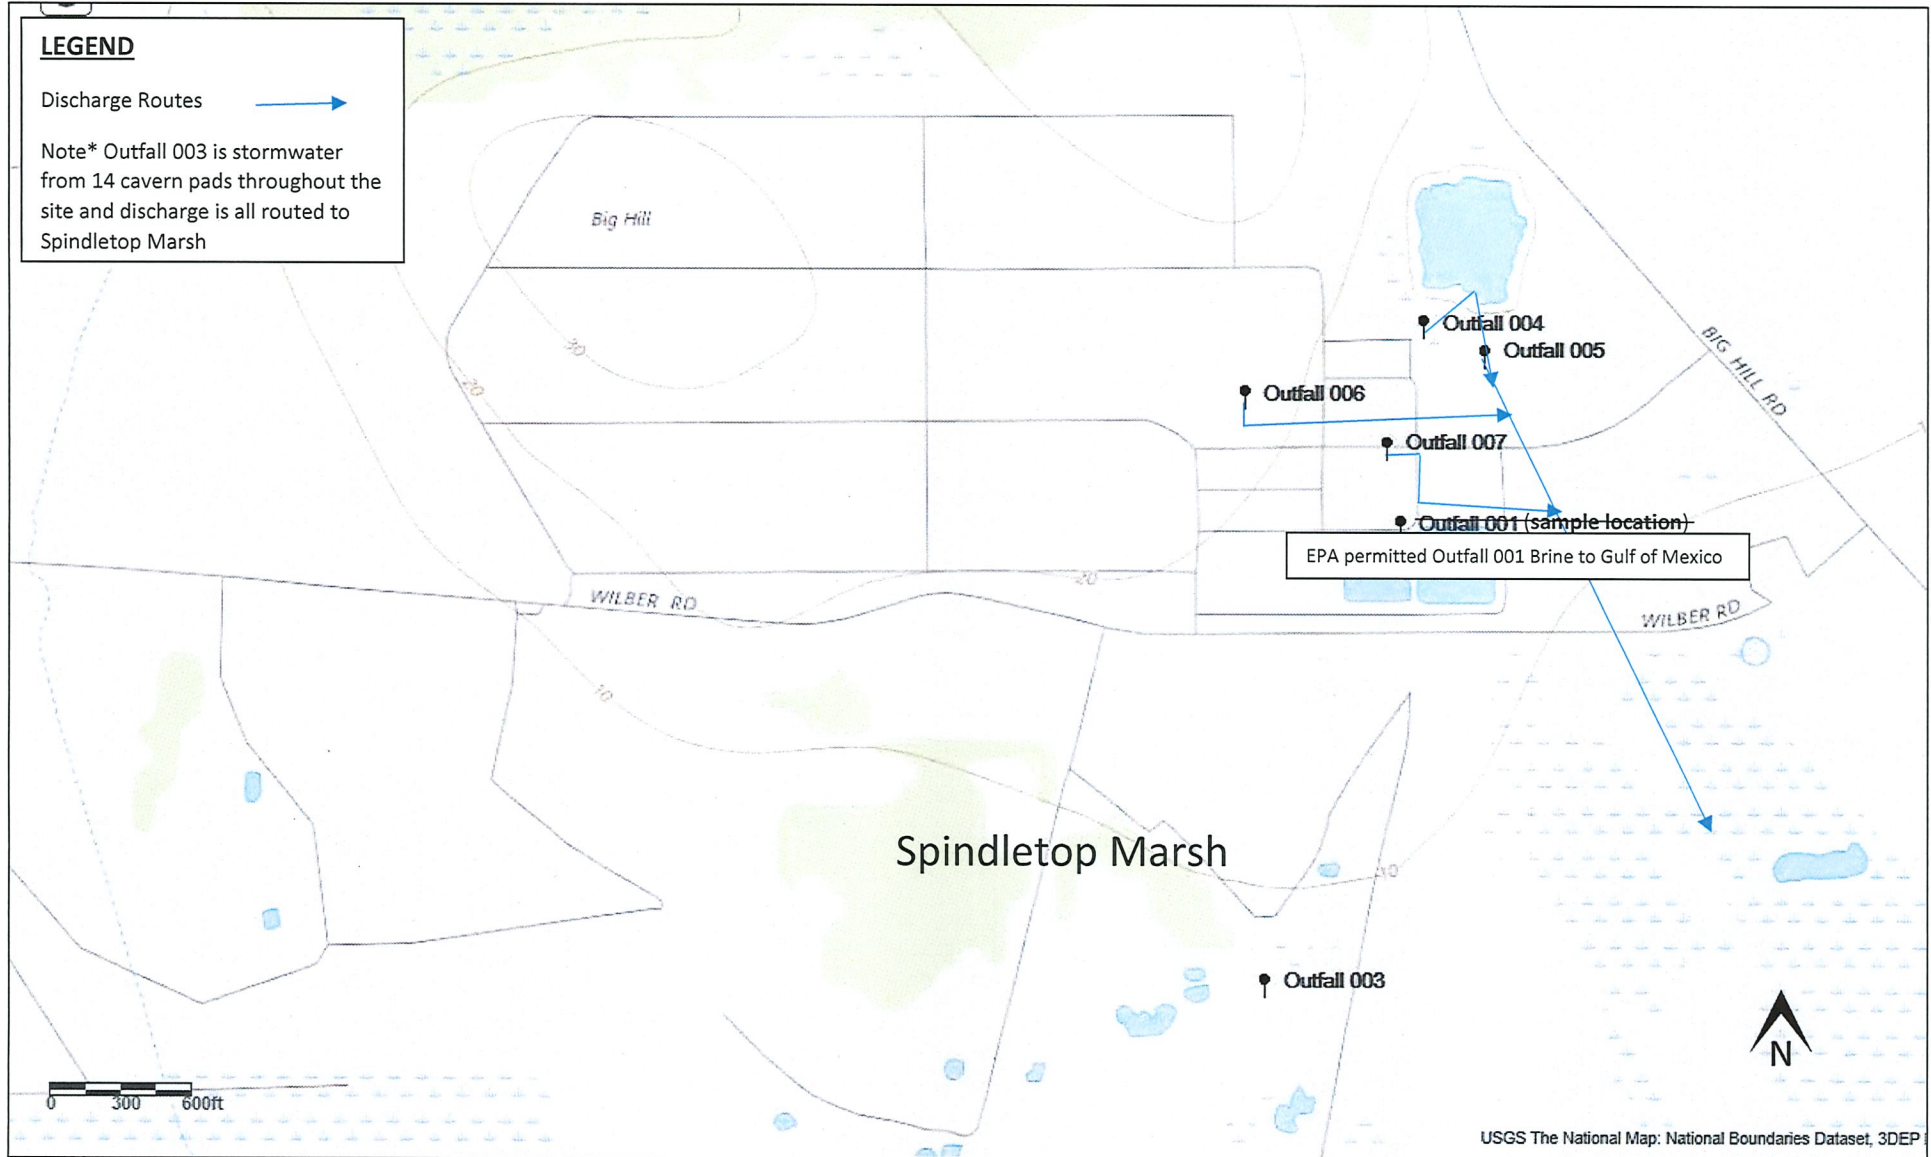 LEGEND
Discharge Routes
Note* Outfall 003 is stormwater
from 14 cavern pads throughout the
site and discharge is all routed to
Spindletop Marsh
Big Hill
Outfall 004
Outfall 005
BIG HILL RD
30
20
Outfall 006
Outfall 007
Outfall 001 (sample location)
EPA permitted Outfall 001 Brine to Gulf of Mexico
20
WILBER RD
WILBER RD
10
Spindletop Marsh
10
Outfall 003
N
0 300 600ft
USGS The National Map: National Boundaries Dataset, 3DEP